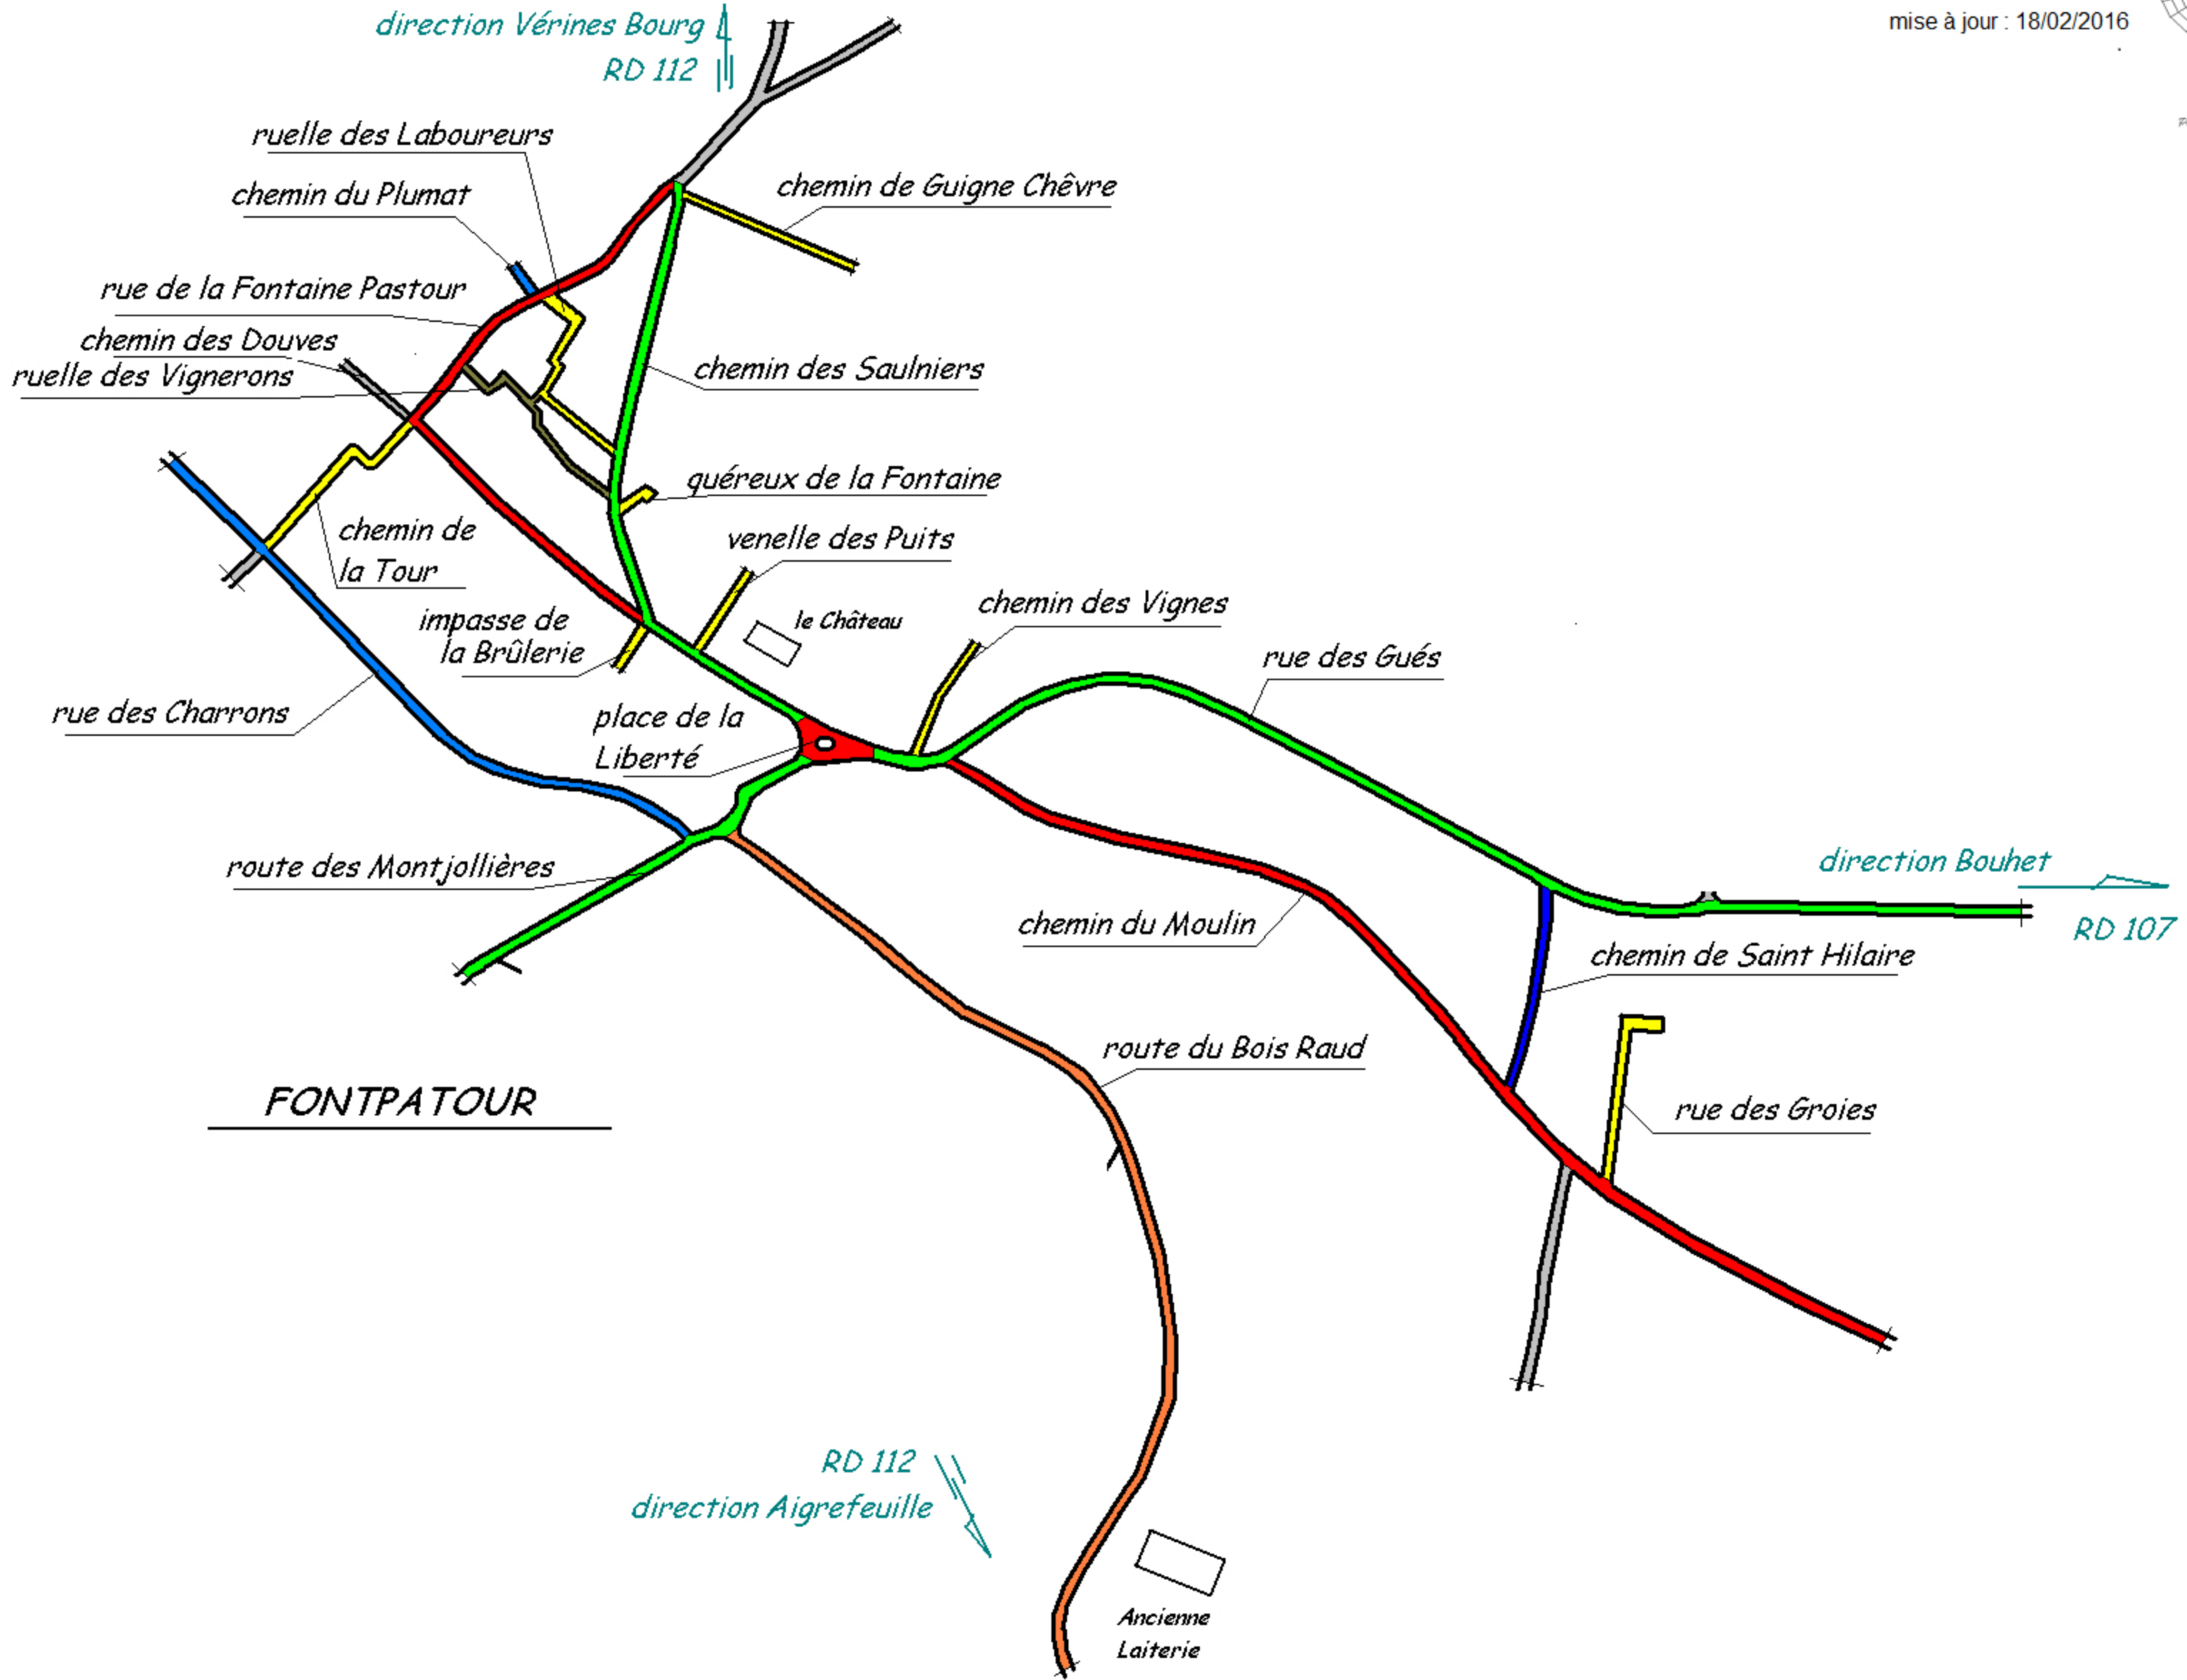 mise à jour : 18/02/2016
direction Vérines Bourg
RD 112
ruelle des Laboureurs
chemin du Plumat
chemin de Guigne Chêvre
rue de la Fontaine Pastour
chemin des Douves
ruelle des Vignerons
chemin des Saulniers
quéreux de la Fontaine
chemin de
la Tour
venelle des Puits
impasse de
la Brûlerie
le Château
chemin des Vignes
rue des Gués
rue des Charrons
place de la
Liberté
route des Montjollières
direction Bouhet
RD 107
chemin du Moulin
chemin de Saint Hilaire
route du Bois Raud
rue des Groies
FONTPATOUR
RD 112
direction Aigrefeuille
Ancienne
Laiterie